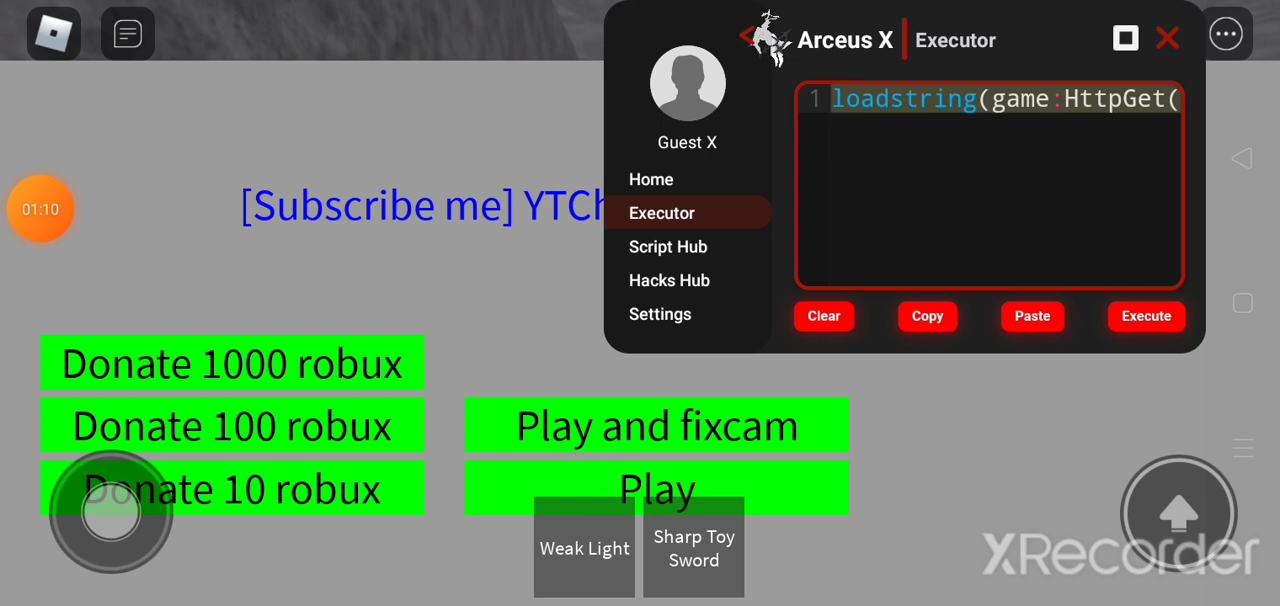 Arceus X
Executor
Guest X
Home
Executor
Script Hub
Hacks Hub
Settings
1
loadstring(game:HttpGet(
Clear
Copy
Paste
Execute
01:10
[Subscribe me] YTCh
Donate 1000 robux
Donate 100 robux
Donate 10 robux
Play and fixcam
Play
Weak Light
Sharp Toy
Sword
XRecorder